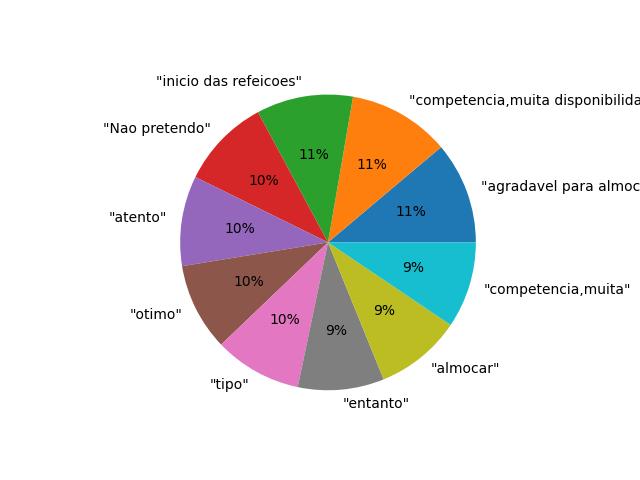 "inicio das refeicoes"
"competencia,muita disponibilida
"Nao pretendo"
11%
11%
10%
"agradavel para almoc
"atento"
11%
10%
10%
9%
"competencia,muita"
"otimo"
10%
9%
9%
"almocar"
"tipo"
"entanto"